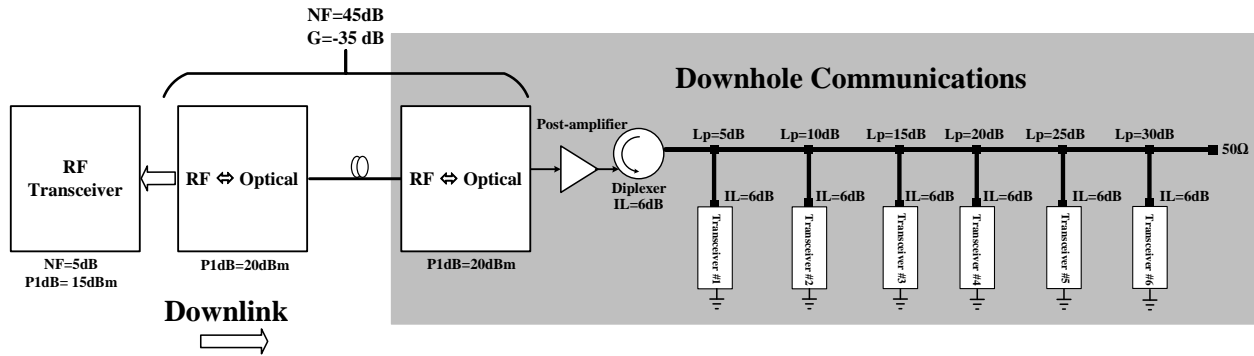 NF=45dB
G=-35 dB
Downhole Communications
RF
Transceiver
RF ⇔ Optical
RF ⇔ Optical
Post-amplifier
Diplexer
IL=6dB
Lp=5dB
Lp=10dB
Lp=15dB
Lp=20dB
Lp=25dB
Lp=30dB
50Ω
IL=6dB
IL=6dB
IL=6dB
IL=6dB
IL=6dB
IL=6dB
Transceiver #1
Transceiver #2
Transceiver #3
Transceiver #4
Transceiver #5
Transceiver #6
NF=5dB
P1dB= 15dBm
P1dB=20dBm
P1dB=20dBm
Downlink